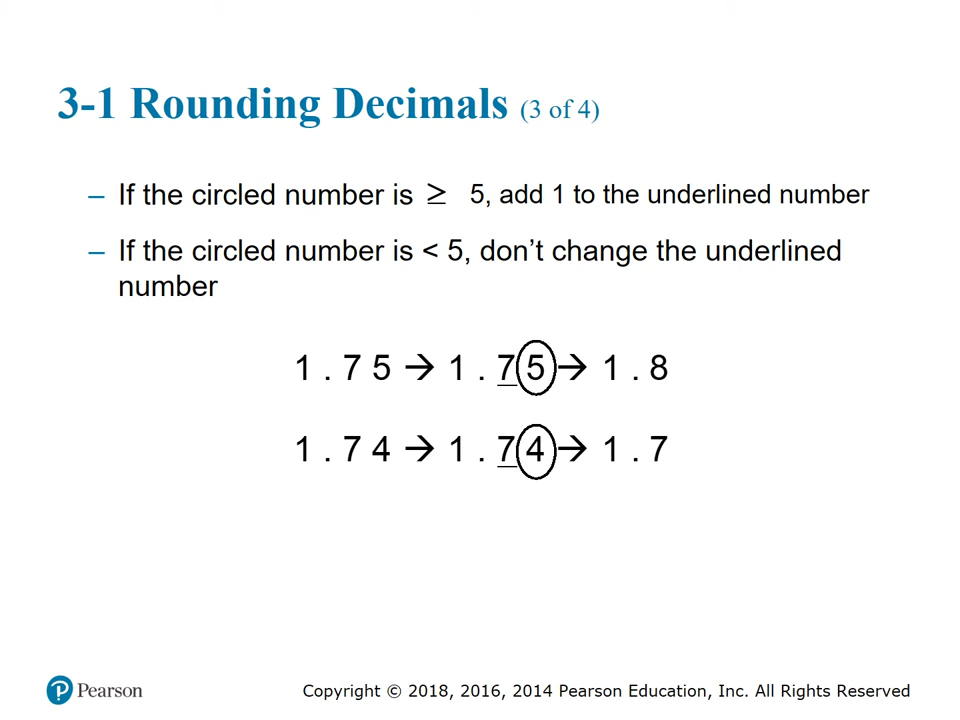 3-1 Rounding Decimals (3 of 4)
– If the circled number is ≥ 5, add 1 to the underlined number
– If the circled number is < 5, don’t change the underlined
number
1 . 7 5 → 1 . 7 5 → 1 . 8
1 . 7 4 → 1 . 7 4 → 1 . 7
P Pearson
Copyright © 2018, 2016, 2014 Pearson Education, Inc. All Rights Reserved